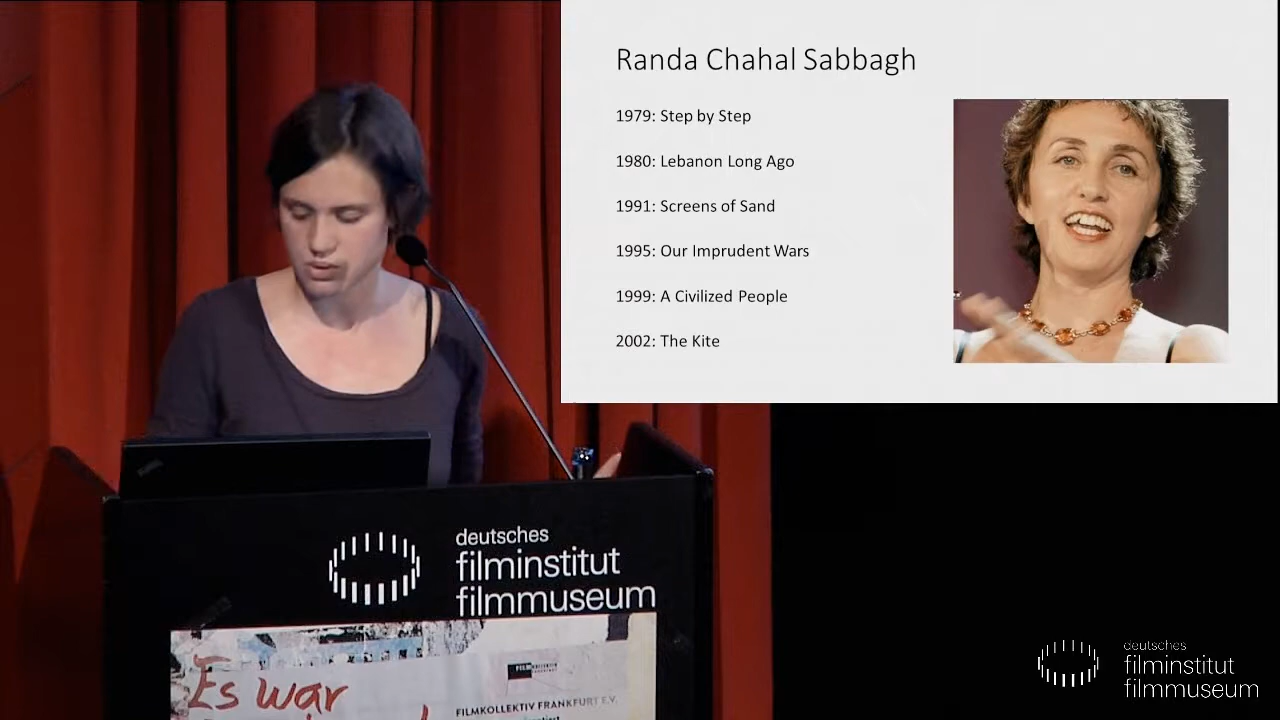 Randa Chahal Sabbagh
1979: Step by Step
1980: Lebanon Long Ago
1991: Screens of Sand
1995: Our Imprudent Wars
1999: A Civilized People
2002: The Kite
deutsches
filminstitut
filmmuseum
Es war
FILMKOLLEKTIV FRANKFURT E.V.
deutsches
filminstitut
filmmuseum